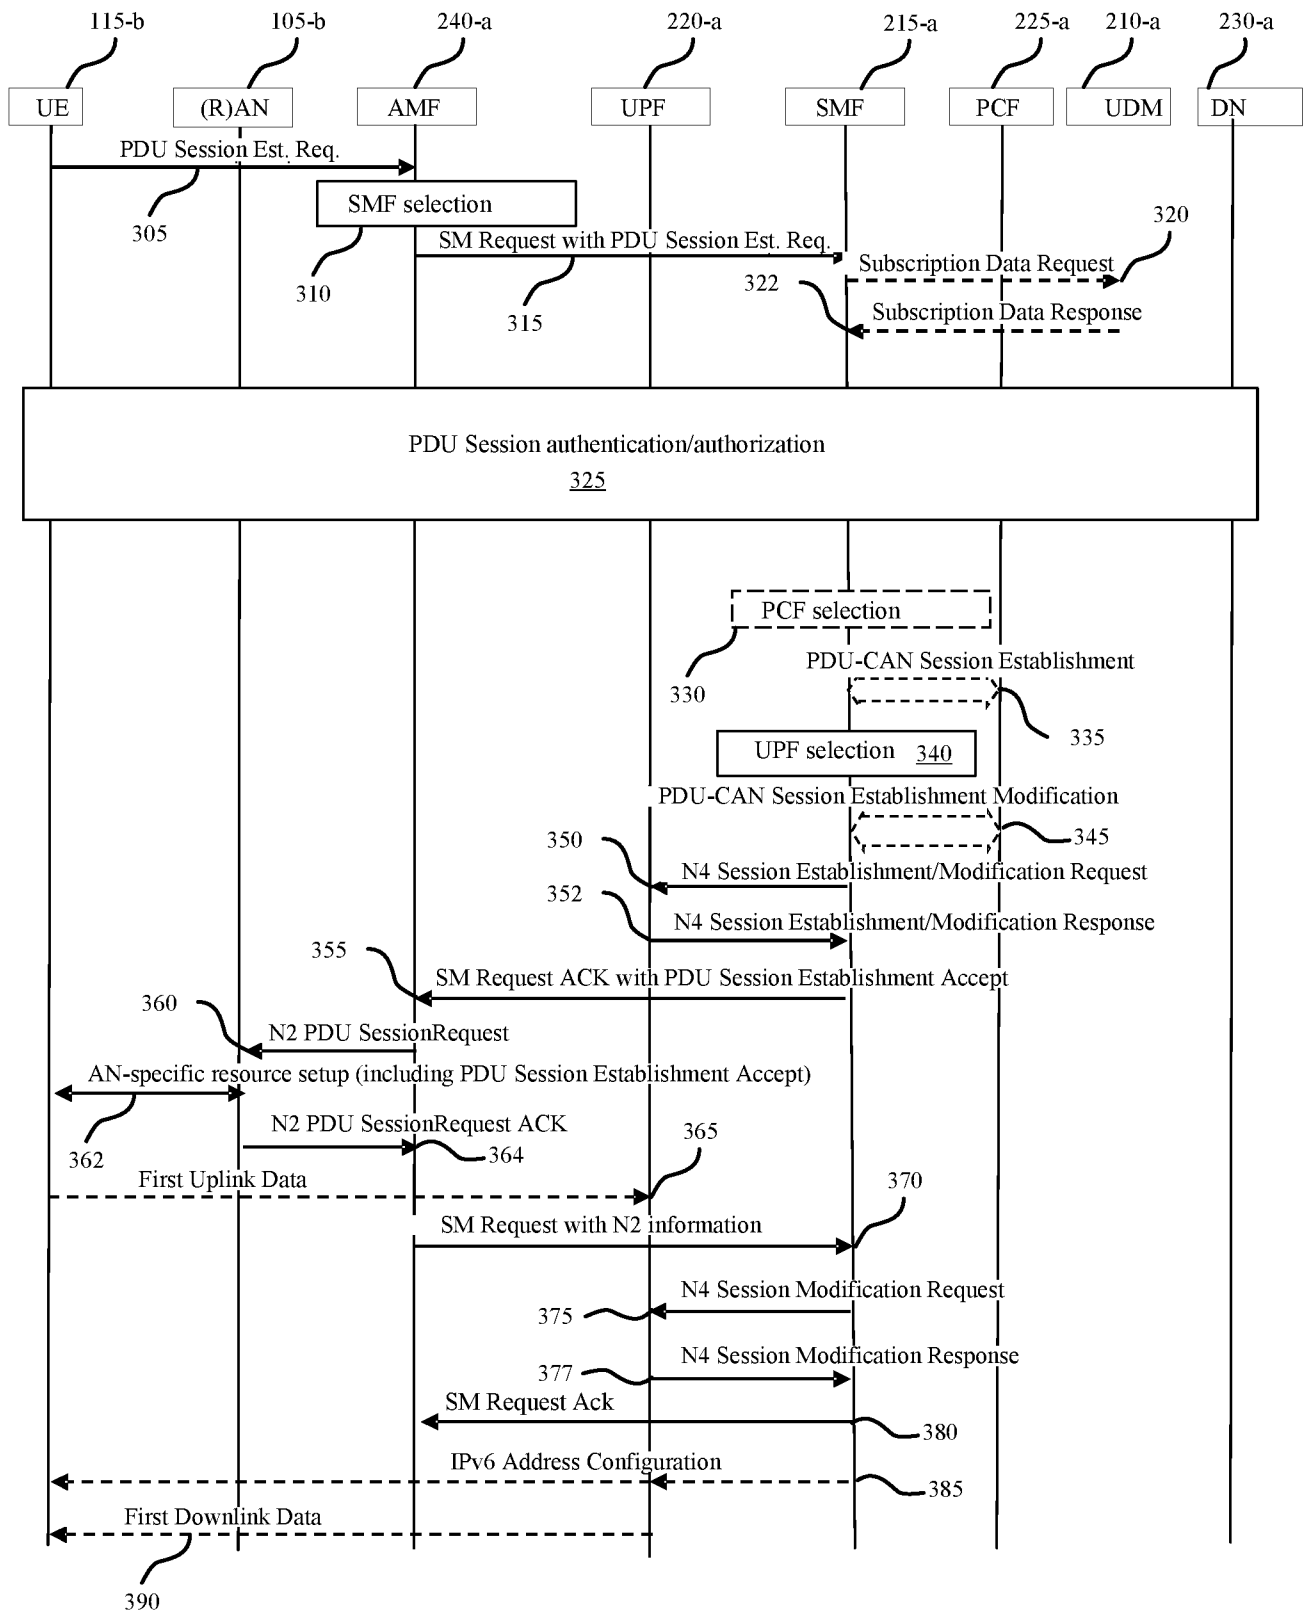 115-b 105-b 240-a 220-a 215-a 225-a 210-a 230-a
UE (R)AN AMF UPF SMF PCF UDM DN
PDU Session Est. Req.
305
SMF selection
310
SM Request with PDU Session Est. Req.
315
320
Subscription Data Request
322
Subscription Data Response
PDU Session authentication/authorization
325
PCF selection
330
PDU-CAN Session Establishment
335
UPF selection 340
PDU-CAN Session Establishment Modification
345
350
N4 Session Establishment/Modification Request
352
N4 Session Establishment/Modification Response
355
SM Request ACK with PDU Session Establishment Accept
360
N2 PDU SessionRequest
AN-specific resource setup (including PDU Session Establishment Accept)
362
N2 PDU SessionRequest ACK
364
365
First Uplink Data
370
SM Request with N2 information
N4 Session Modification Request
375
N4 Session Modification Response
377
SM Request Ack
380
IPv6 Address Configuration
385
First Downlink Data
390